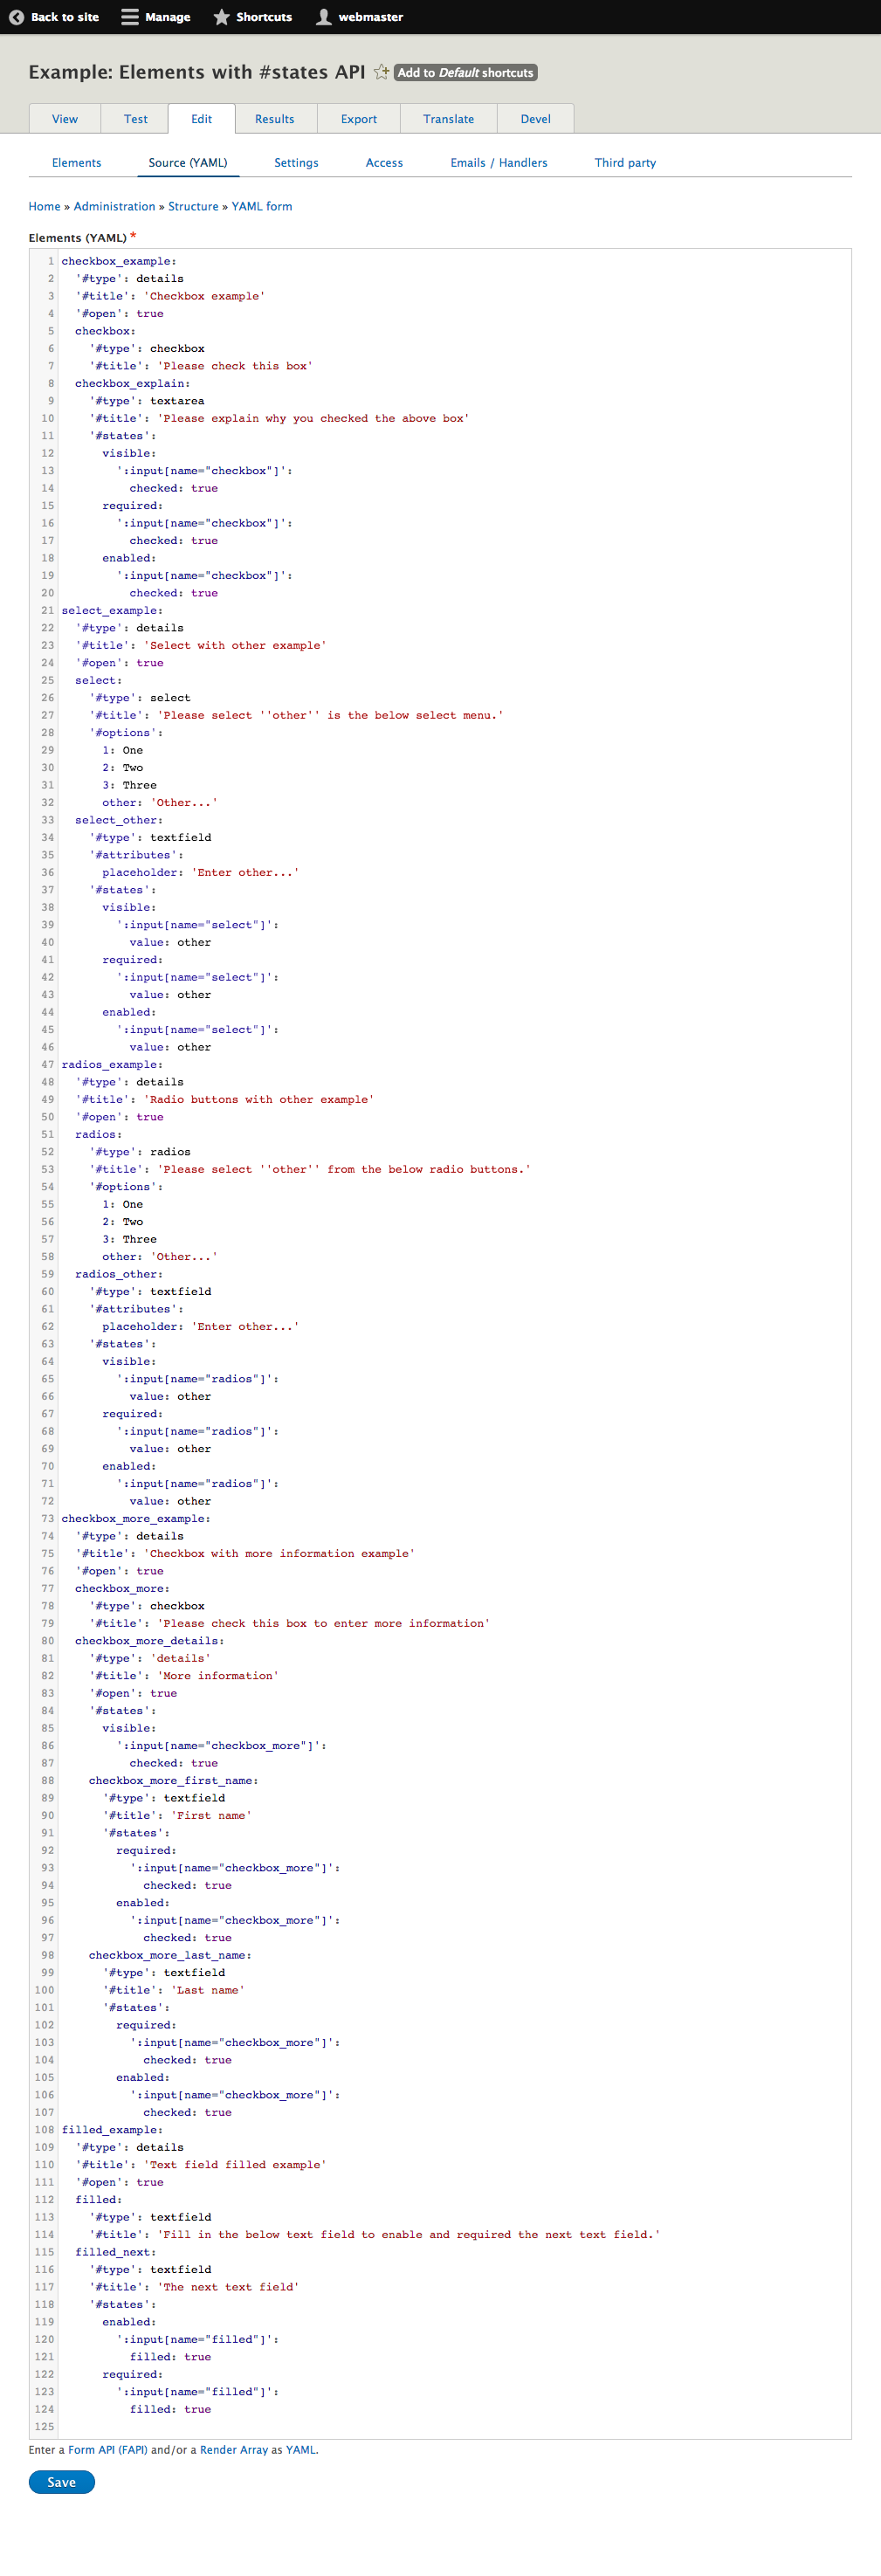 Back to site Manage Shortcuts webmaster
Example: Elements with #states API Add to Default shortcuts
View Test Edit Results Export Translate Devel
Elements Source (YAML) Settings Access Emails / Handlers Third party
Home » Administration » Structure » YAML form
Elements (YAML) *
1 checkbox_example:
2   '#type': details
3   '#title': 'Checkbox example'
4   '#open': true
5   checkbox:
6     '#type': checkbox
7     '#title': 'Please check this box'
8   checkbox_explain:
9     '#type': textarea
10     '#title': 'Please explain why you checked the above box'
11     '#states':
12       visible:
13         ':input[name="checkbox"]':
14           checked: true
15       required:
16         ':input[name="checkbox"]':
17           checked: true
18       enabled:
19         ':input[name="checkbox"]':
20           checked: true
21 select_example:
22   '#type': details
23   '#title': 'Select with other example'
24   '#open': true
25   select:
26     '#type': select
27     '#title': 'Please select ''other'' is the below select menu.'
28     '#options':
29       1: One
30       2: Two
31       3: Three
32       other: 'Other...'
33   select_other:
34     '#type': textfield
35     '#attributes':
36       placeholder: 'Enter other...'
37     '#states':
38       visible:
39         ':input[name="select"]':
40           value: other
41       required:
42         ':input[name="select"]':
43           value: other
44       enabled:
45         ':input[name="select"]':
46           value: other
47 radios_example:
48   '#type': details
49   '#title': 'Radio buttons with other example'
50   '#open': true
51   radios:
52     '#type': radios
53     '#title': 'Please select ''other'' from the below radio buttons.'
54     '#options':
55       1: One
56       2: Two
57       3: Three
58       other: 'Other...'
59   radios_other:
60     '#type': textfield
61     '#attributes':
62       placeholder: 'Enter other...'
63     '#states':
64       visible:
65         ':input[name="radios"]':
66           value: other
67       required:
68         ':input[name="radios"]':
69           value: other
70       enabled:
71         ':input[name="radios"]':
72           value: other
73 checkbox_more_example:
74   '#type': details
75   '#title': 'Checkbox with more information example'
76   '#open': true
77   checkbox_more:
78     '#type': checkbox
79     '#title': 'Please check this box to enter more information'
80   checkbox_more_details:
81     '#type': 'details'
82     '#title': 'More information'
83     '#open': true
84     '#states':
85       visible:
86         ':input[name="checkbox_more"]':
87           checked: true
88     checkbox_more_first_name:
89       '#type': textfield
90       '#title': 'First name'
91       '#states':
92         required:
93           ':input[name="checkbox_more"]':
94             checked: true
95         enabled:
96           ':input[name="checkbox_more"]':
97             checked: true
98     checkbox_more_last_name:
99       '#type': textfield
100       '#title': 'Last name'
101       '#states':
102         required:
103           ':input[name="checkbox_more"]':
104             checked: true
105         enabled:
106           ':input[name="checkbox_more"]':
107             checked: true
108 filled_example:
109   '#type': details
110   '#title': 'Text field filled example'
111   '#open': true
112   filled:
113     '#type': textfield
114     '#title': 'Fill in the below text field to enable and required the next text field.'
115   filled_next:
116     '#type': textfield
117     '#title': 'The next text field'
118     '#states':
119       enabled:
120         ':input[name="filled"]':
121           filled: true
122       required:
123         ':input[name="filled"]':
124           filled: true
125
Enter a Form API (FAPI) and/or a Render Array as YAML.
Save